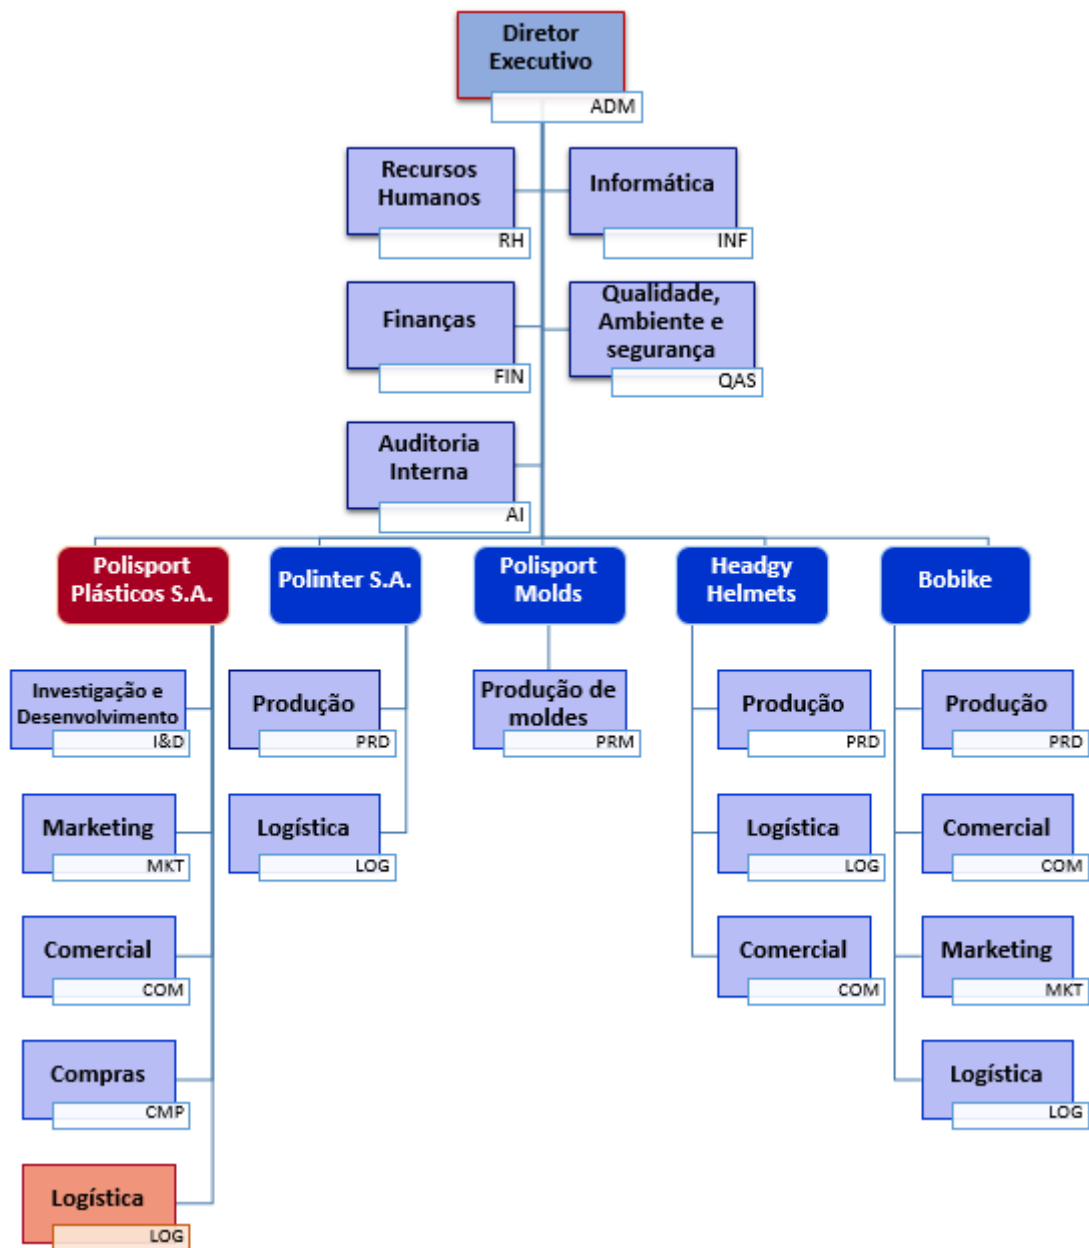 Diretor
Executivo
ADM
Recursos
Humanos
RH
Informática
INF
Finanças
FIN
Qualidade,
Ambiente e
segurança
QAS
Auditoria
Interna
AI
Polisport
Plásticos S.A.
Polinter S.A.
Polisport
Molds
Headgy
Helmets
Bobike
Investigação e
Desenvolvimento
I&D
Marketing
MKT
Comercial
COM
Compras
CMP
Logística
LOG
Produção
PRD
Logística
LOG
Produção de
moldes
PRM
Produção
PRD
Logística
LOG
Comercial
COM
Produção
PRD
Comercial
COM
Marketing
MKT
Logística
LOG